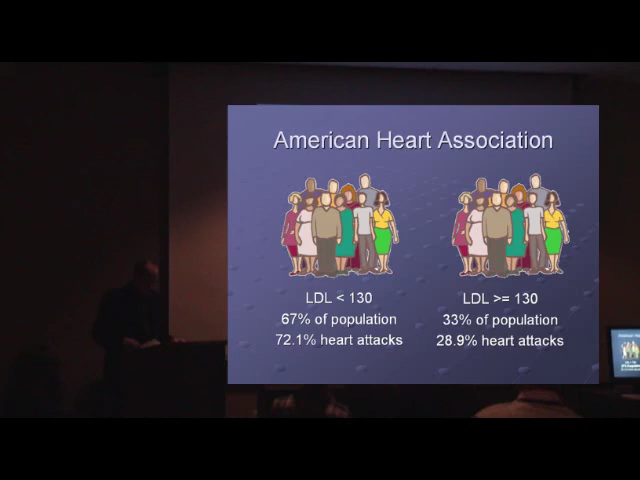 American Heart Association
LDL < 130
67% of population
72.1% heart attacks
LDL >= 130
33% of population
28.9% heart attacks